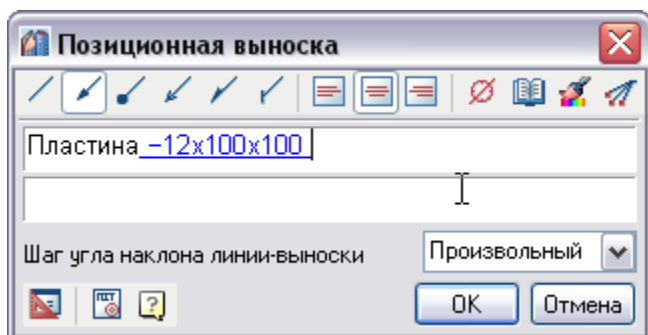 Позиционная выноска
Пластина −12x100x100
Шаг угла наклона линии-выноски
Произвольный
OK
Отмена